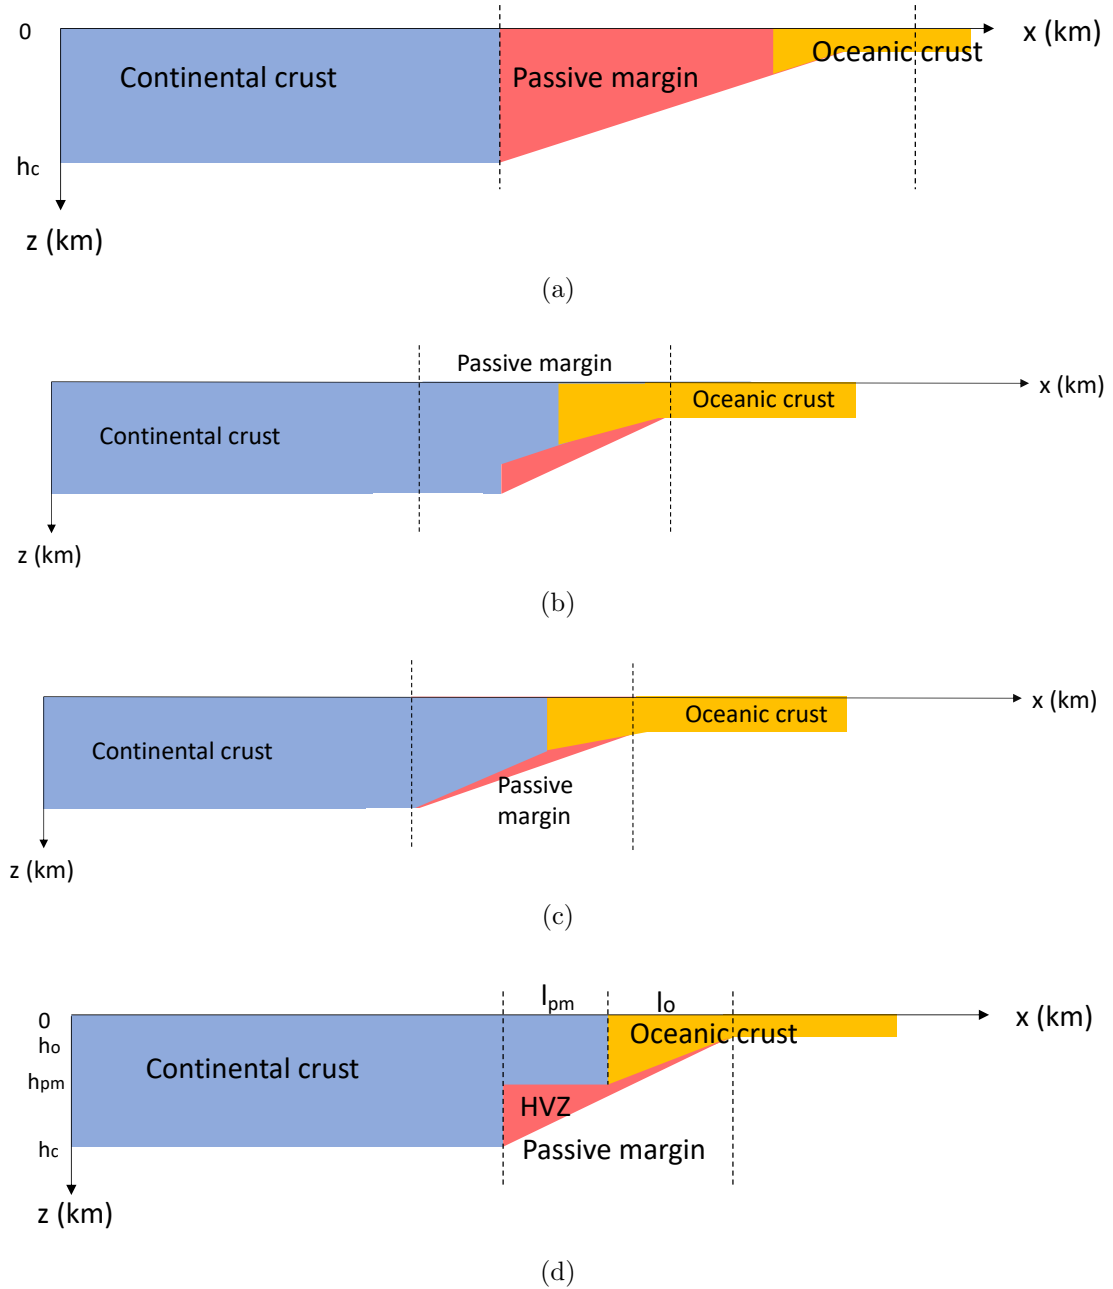 0
x (km)
Continental crust
Passive margin
Oceanic crust
hc
z (km)
(a)
Passive margin
x (km)
Continental crust
Oceanic crust
z (km)
(b)
x (km)
Continental crust
Oceanic crust
Passive
margin
z (km)
(c)
lpm
lo
0
x (km)
ho
Oceanic crust
hpm
Continental crust
HVZ
hc
Passive margin
z (km)
(d)